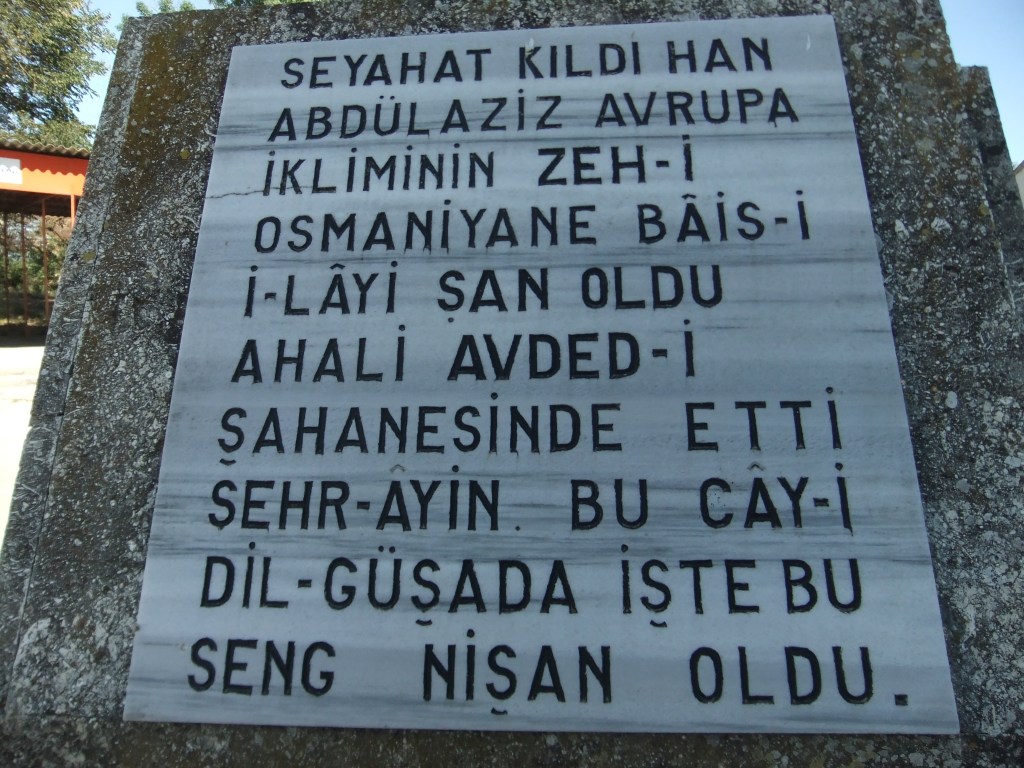 SEYAHAT KILDI HAN
ABDÜLAZİZ AVRUPA
İKLİMİNİN ZEH-İ
OSMANİYANE BÂİS-İ
İ-LÂYİ ŞAN OLDU
AHALİ AVDED-İ
ŞAHANESİNDE ETTİ
ŞEHR-ÂYİN. BU CÂY-İ
DİL-GÜŞADA İŞTE BU
SENG NİŞAN OLDU.